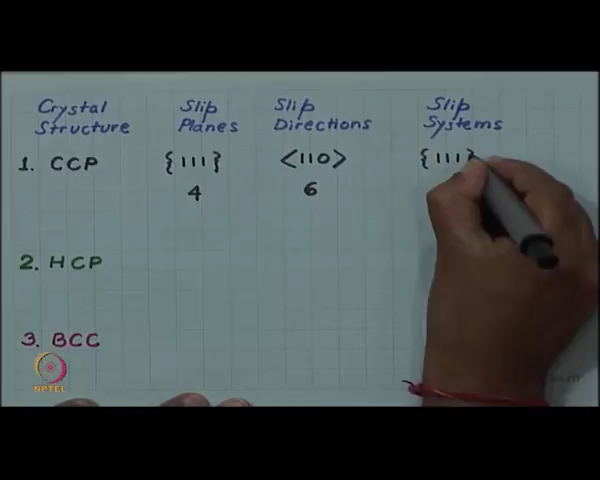 Crystal Structure Slip Planes Slip Directions Slip Systems
1. CCP {111} <110> {111}
4 6
2. HCP
3. BCC
NPTEL